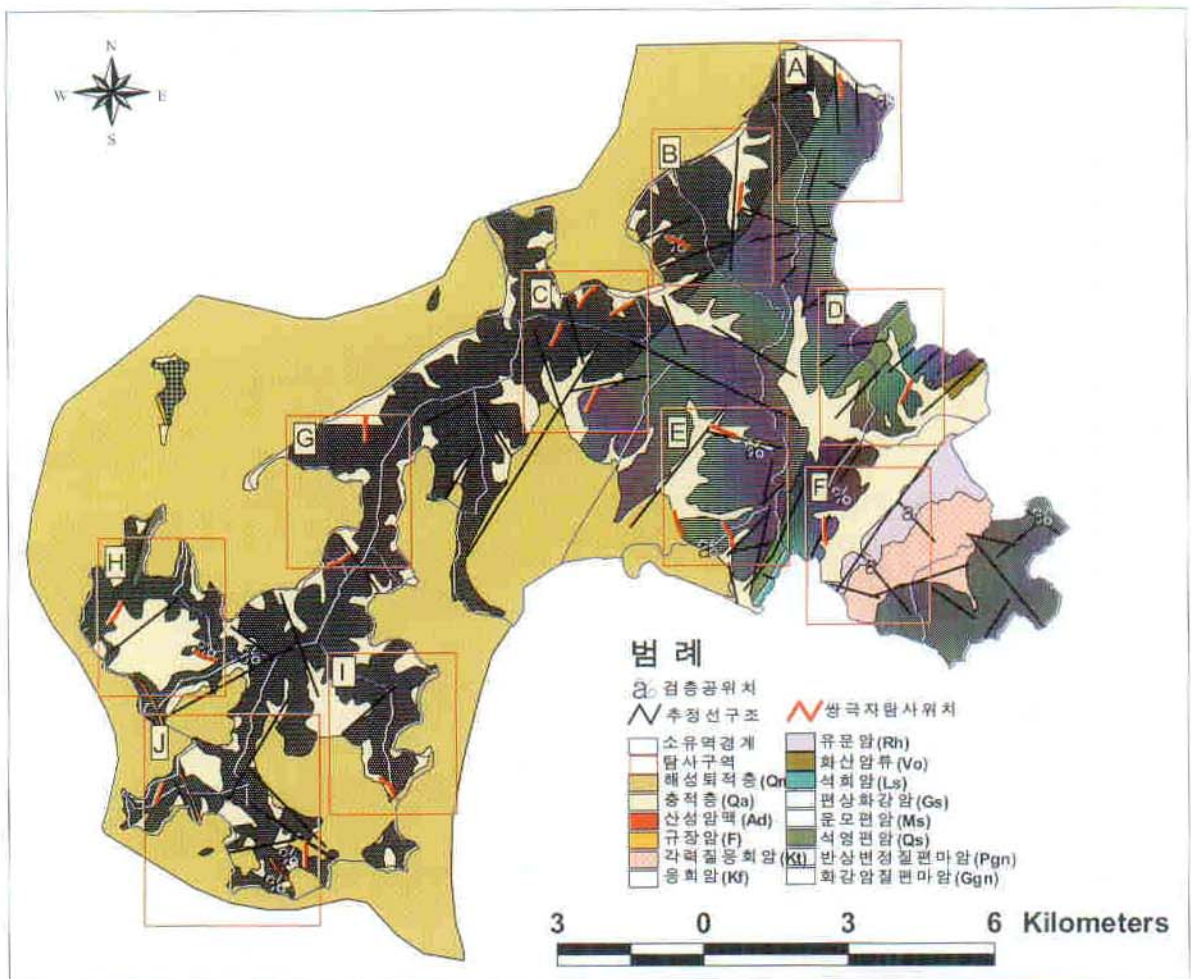 N
W E
S
A
B
C
D
E
F
G
H
I
J
범 례
검층공위치
추정선구조
쌍극자탐사위치
소유역경계
탐사구역
해성퇴적층(Qm
충적층(Qa)
산성암맥(Ad)
규장암(F)
각력질응회암(Kt)
응회암(Kf)
유문암(Rh)
화산암류(Vo)
석회암(Ls)
편상화강암(Gs)
운모편암(Ms)
석영편암(Qs)
반상변정질편마암(Pgn)
화강암질편마암(Ggn)
3 0 3 6 Kilometers